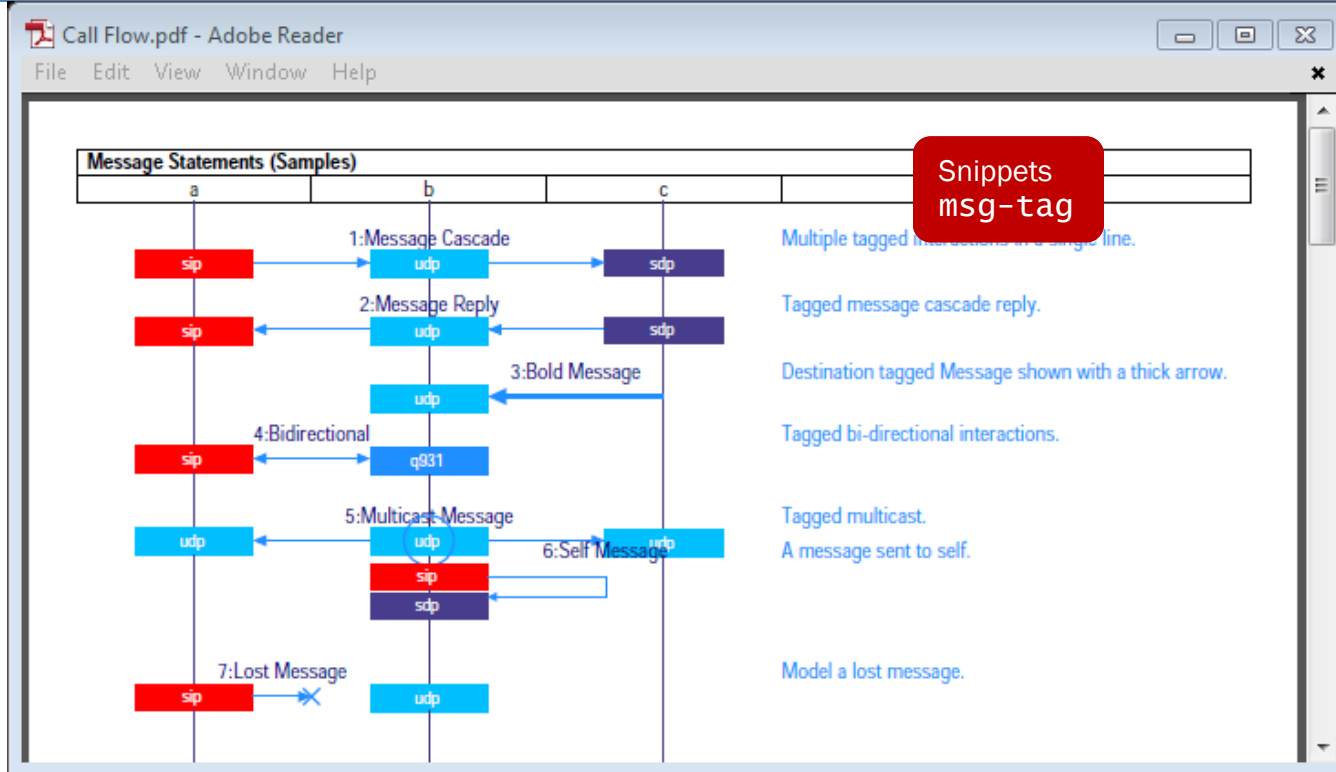 Call Flow.pdf - Adobe Reader
File Edit View Window Help
Message Statements (Samples)
a b c
Snippets
msg-tag
1:Message Cascade
Multiple tagged interactions in a single line.
sip udp sdp
2:Message Reply
Tagged message cascade reply.
sip udp sdp
3:Bold Message
Destination tagged Message shown with a thick arrow.
udp
4:Bidirectional
Tagged bi-directional interactions.
sip q931
5:Multicast Message
Tagged multicast.
udp udp udp
6:Self Message
A message sent to self.
sip
sdp
7:Lost Message
Model a lost message.
sip udp